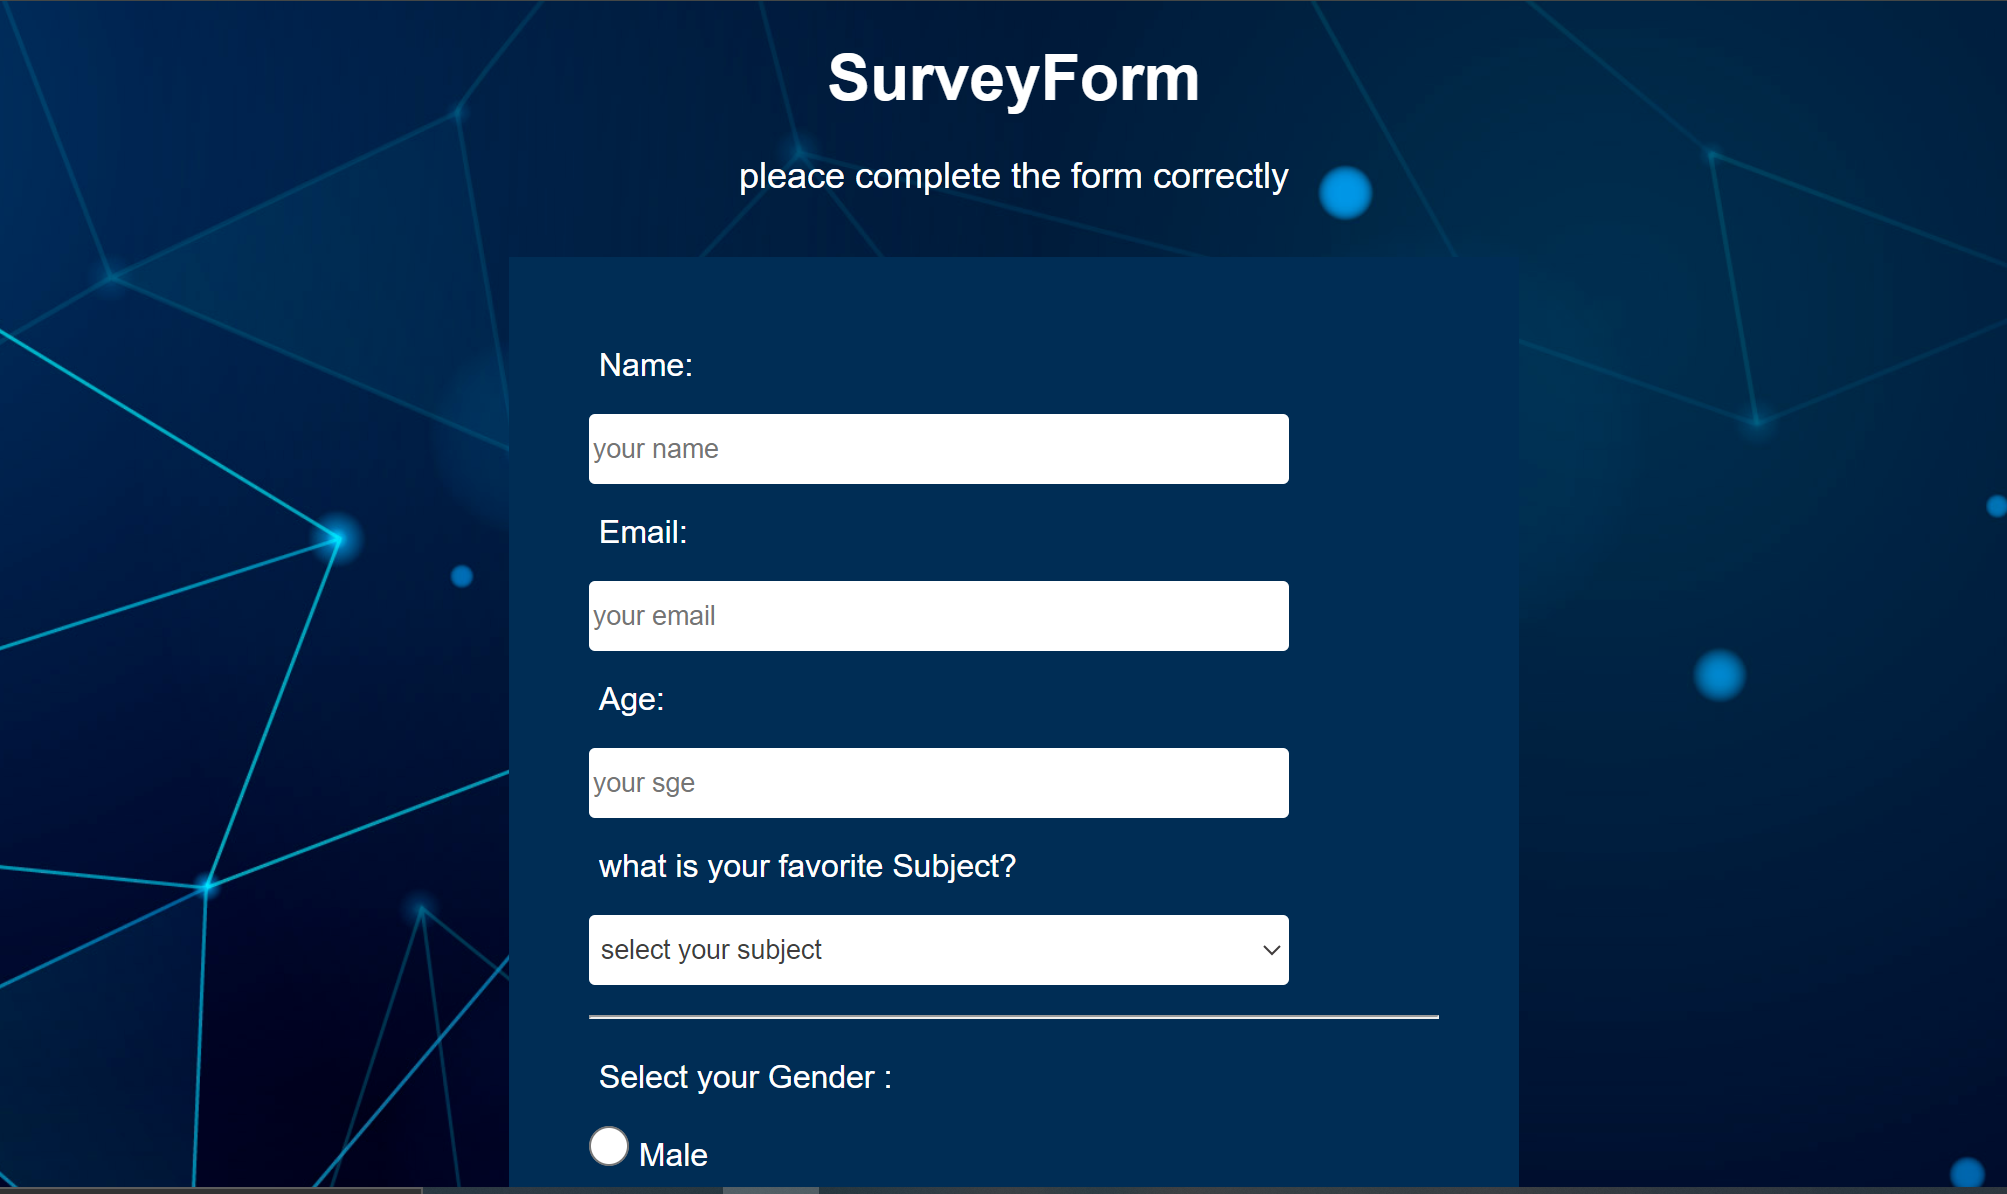 SurveyForm
pleace complete the form correctly
Name:
your name
Email:
your email
Age:
your sge
what is your favorite Subject?
select your subject
Select your Gender :
Male